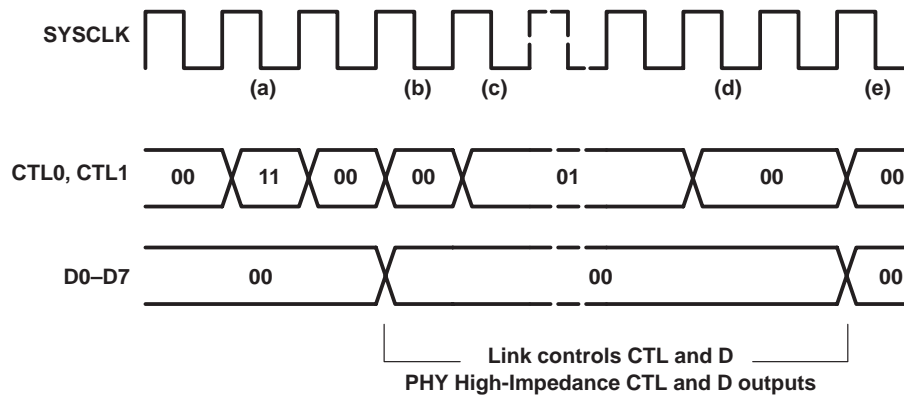 SYSCLK
(a) (b) (c) (d) (e)
CTL0, CTL1 00 11 00 00 01 00 00
D0–D7 00 00 00
Link controls CTL and D
PHY High-Impedance CTL and D outputs